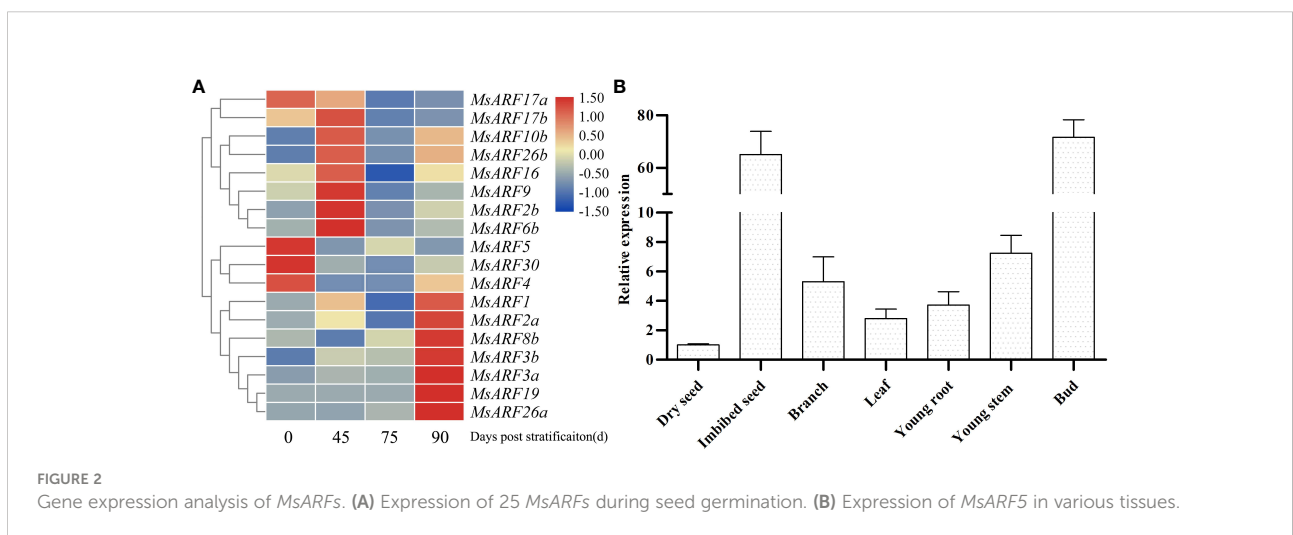 A
MsARF17a
MsARF17b
MsARF10b
MsARF26b
MsARF16
MsARF9
MsARF2b
MsARF6b
MsARF5
MsARF30
MsARF4
MsARF1
MsARF2a
MsARF8b
MsARF3b
MsARF3a
MsARF19
MsARF26a
1.50
1.00
0.50
0.00
-0.50
-1.00
-1.50
0 45 75 90 Days post stratificaiton(d)
B
Relative expression
80
60
10
8
6
4
2
0
Dry seed
Imbibed seed
Branch
Leaf
Young root
Young stem
Bud
FIGURE 2
Gene expression analysis of MsARFs. (A) Expression of 25 MsARFs during seed germination. (B) Expression of MsARF5 in various tissues.